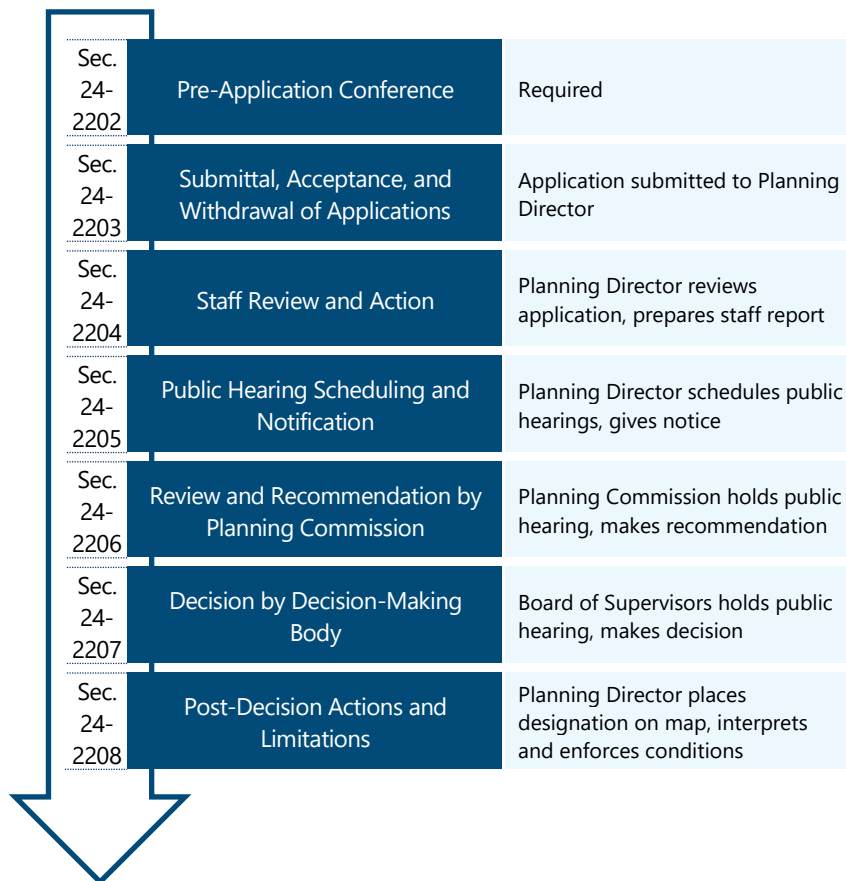 Sec.
24-
2202
Pre-Application Conference
Required
Sec.
24-
2203
Submittal, Acceptance, and
Withdrawal of Applications
Application submitted to Planning
Director
Sec.
24-
2204
Staff Review and Action
Planning Director reviews
application, prepares staff report
Sec.
24-
2205
Public Hearing Scheduling and
Notification
Planning Director schedules public
hearings, gives notice
Sec.
24-
2206
Review and Recommendation by
Planning Commission
Planning Commission holds public
hearing, makes recommendation
Sec.
24-
2207
Decision by Decision-Making
Body
Board of Supervisors holds public
hearing, makes decision
Sec.
24-
2208
Post-Decision Actions and
Limitations
Planning Director places
designation on map, interprets
and enforces conditions